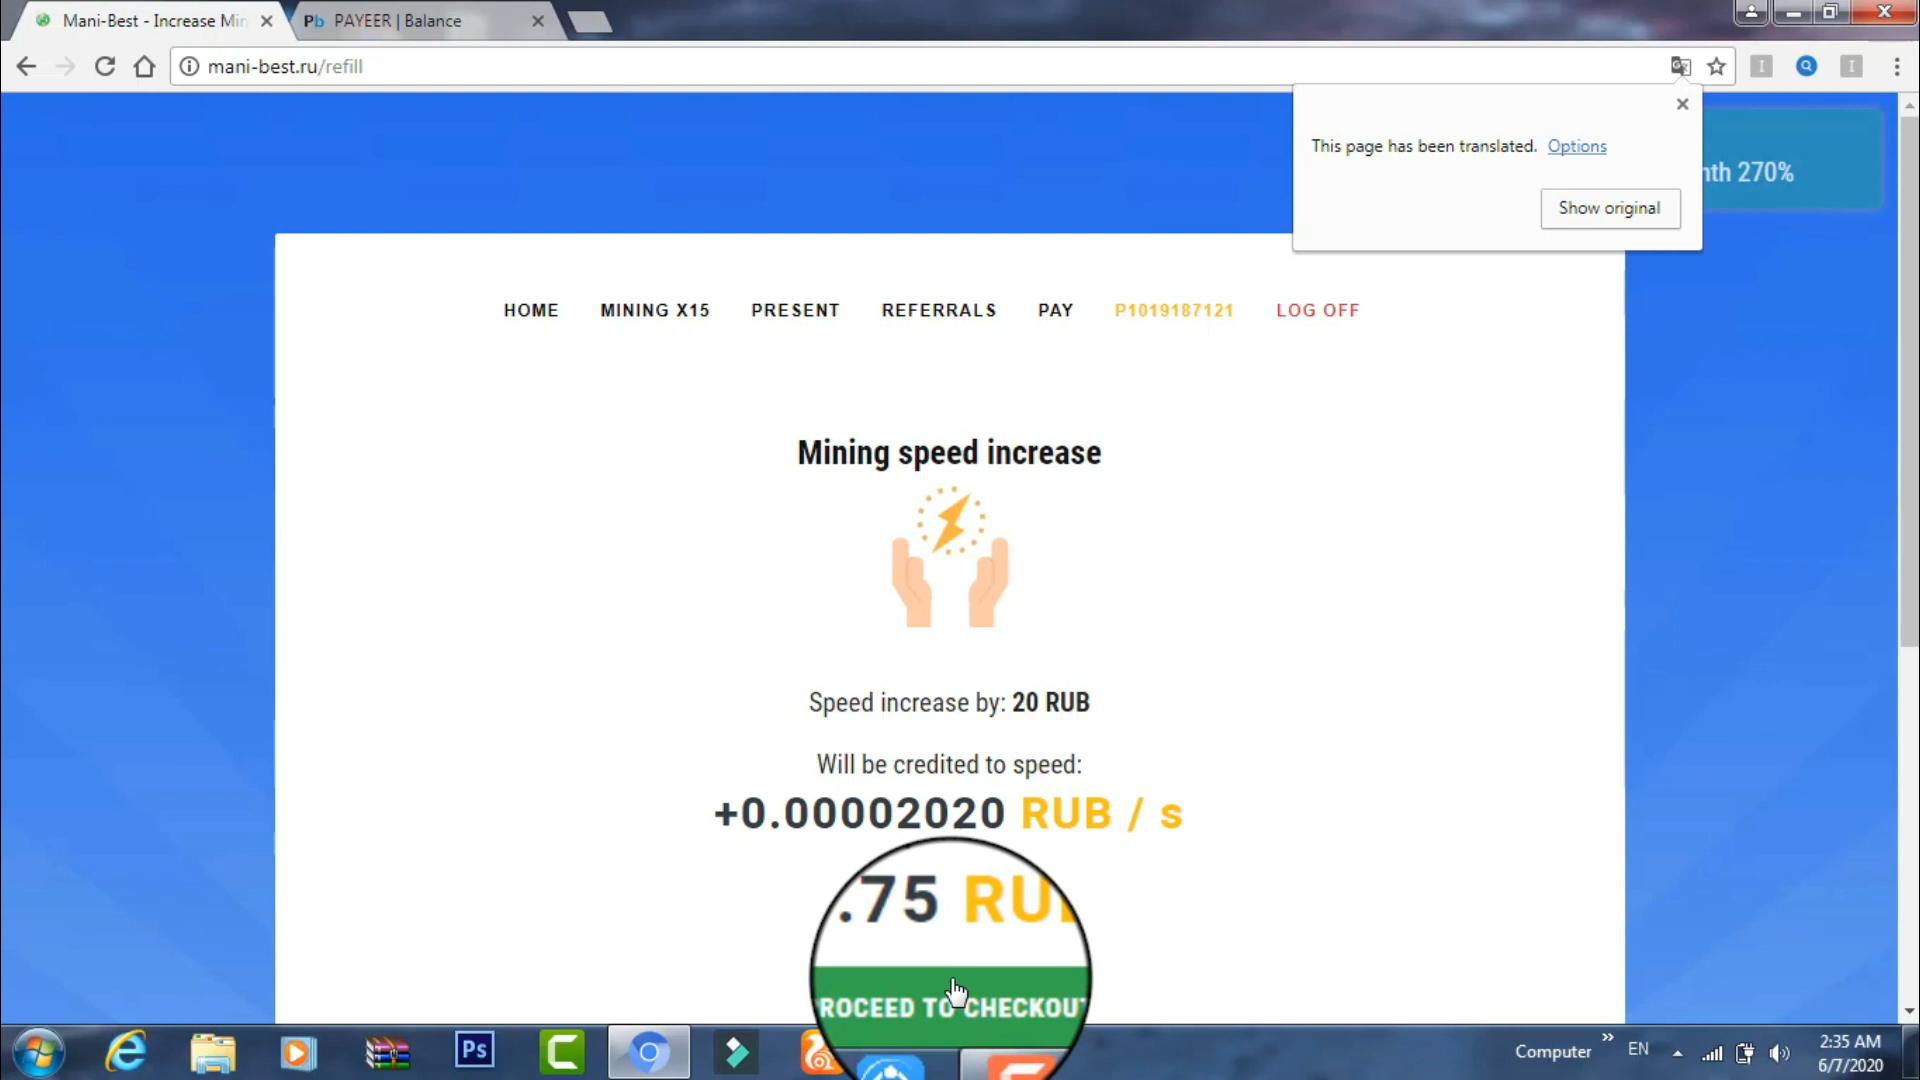 Mani-Best - Increase Min
Pb PAYEER | Balance
mani-best.ru/refill
This page has been translated. Options
Show original
nth 270%
HOME MINING X15 PRESENT REFERRALS PAY P1019187121 LOG OFF
Mining speed increase
Speed increase by: 20 RUB
Will be credited to speed:
+0.00002020 RUB / s
.75 RU
ROCEED TO CHECKOUT
Ps
Computer » EN
2:35 AM
6/7/2020